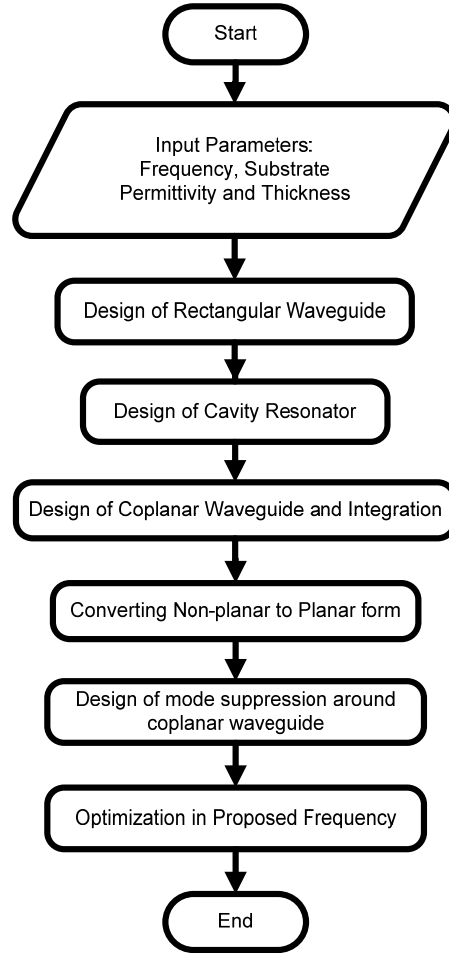 Start
Input Parameters:
Frequency, Substrate
Permittivity and Thickness
Design of Rectangular Waveguide
Design of Cavity Resonator
Design of Coplanar Waveguide and Integration
Converting Non-planar to Planar form
Design of mode suppression around
coplanar waveguide
Optimization in Proposed Frequency
End